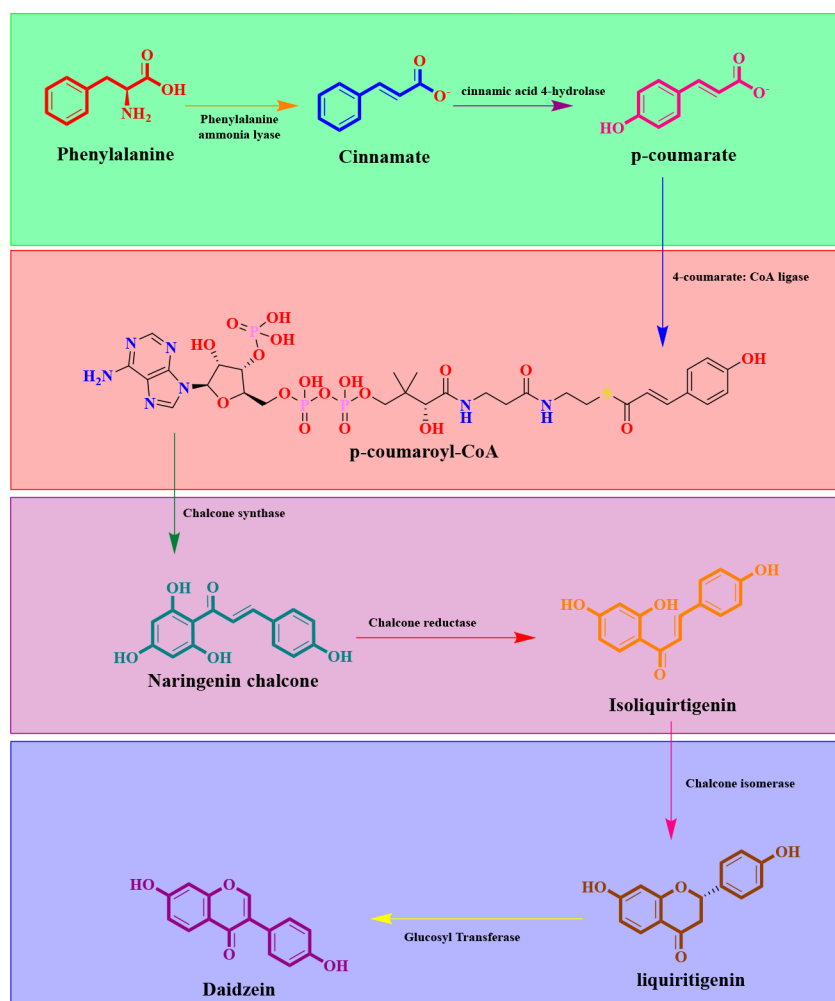 O
OH
NH2
Phenylalanine
Phenylalanine
ammonia lyase
O
O-
Cinnamate
cinnamic acid 4-hydrolase
O
O-
HO
p-coumarate
4-coumarate: CoA ligase
OH
O P OH
HO O
N N
H2N
N N
O
O P O P O
OH OH
O O
OH
O
N
H
O
N
H
S
O
OH
p-coumaroyl-CoA
Chalcone synthase
OH O
HO OH
OH
Naringenin chalcone
Chalcone reductase
OH
HO OH
O
Isoliquirtigenin
Chalcone isomerase
HO O
O
OH
Daidzein
Glucosyl Transferase
OH
HO O
O
liquiritigenin